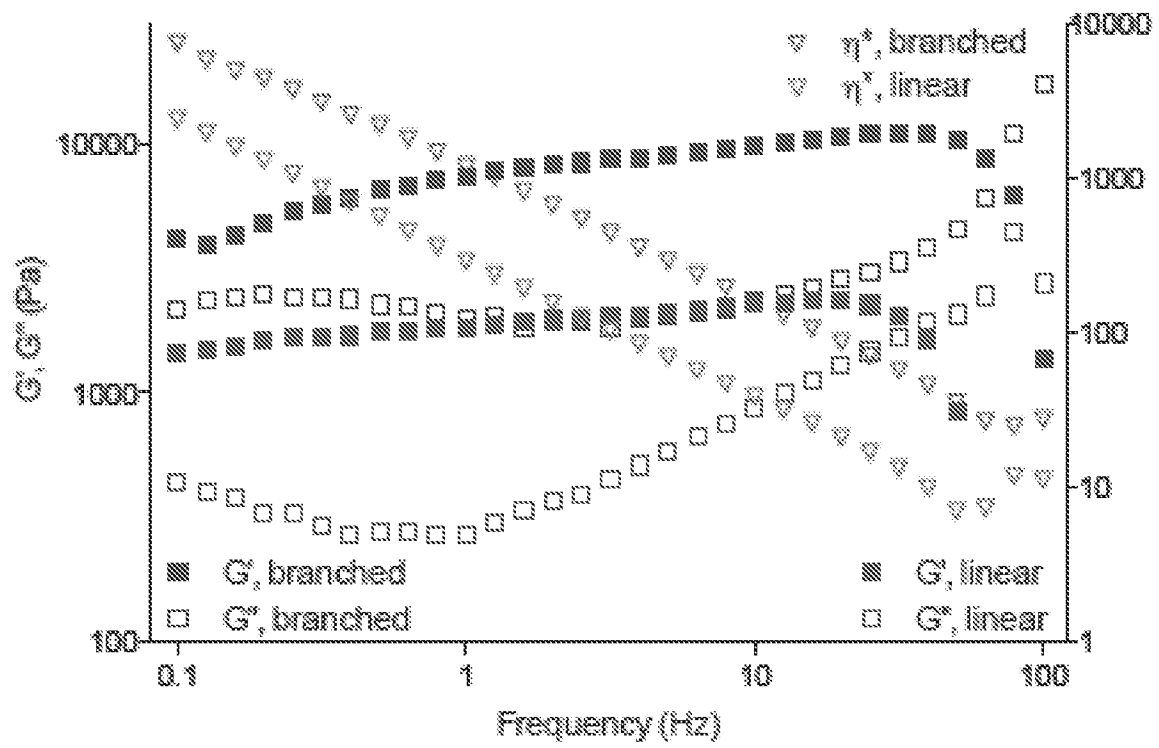 η*, branched
η*, linear
10000
1000
100
G', G'' (Pa)
10000
1000
100
10
1
G', branched
G'', branched
G', linear
G'', linear
0.1
1
10
100
Frequency (Hz)